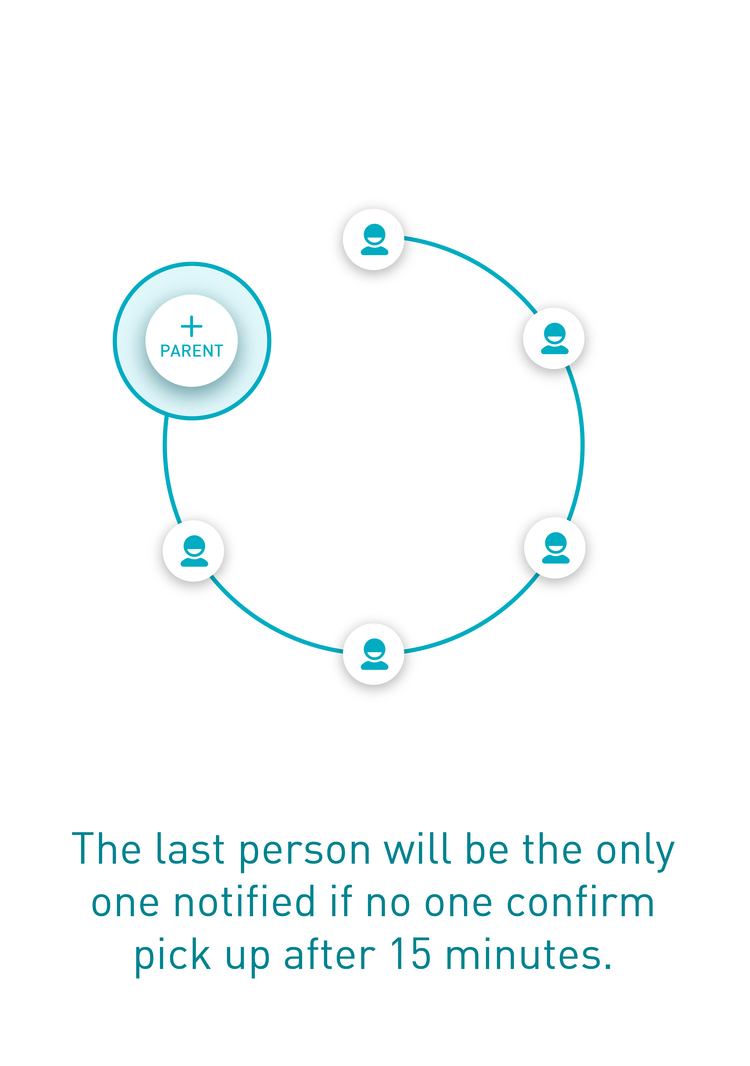 +
PARENT
The last person will be the only
one notified if no one confirm
pick up after 15 minutes.